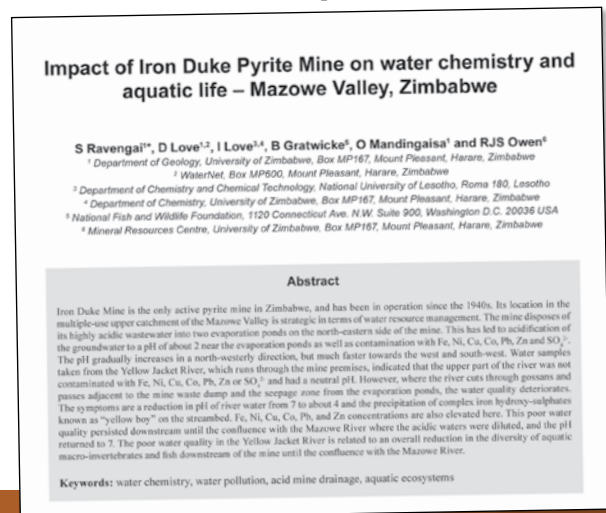 Impact of Iron Duke Pyrite Mine on water chemistry and
aquatic life – Mazowe Valley, Zimbabwe
S Ravengai¹*, D Love¹,², I Love³,⁴, B Gratwicke⁵, O Mandingaisa¹ and RJS Owen⁶
¹ Department of Geology, University of Zimbabwe, Box MP167, Mount Pleasant, Harare, Zimbabwe
² WaterNet, Box MP600, Mount Pleasant, Harare, Zimbabwe
³ Department of Chemistry and Chemical Technology, National University of Lesotho, Roma 180, Lesotho
⁴ Department of Chemistry, University of Zimbabwe, Box MP167, Mount Pleasant, Harare, Zimbabwe
⁵ National Fish and Wildlife Foundation, 1120 Connecticut Ave. N.W. Suite 900, Washington D.C. 20036 USA
⁶ Mineral Resources Centre, University of Zimbabwe, Box MP167, Mount Pleasant, Harare, Zimbabwe
Abstract
Iron Duke Mine is the only active pyrite mine in Zimbabwe, and has been in operation since the 1940s. Its location in the
multiple-use upper catchment of the Mazowe Valley is strategic in terms of water resource management. The mine disposes of
its highly acidic wastewater into two evaporation ponds on the north-eastern side of the mine. This has led to acidification of
the groundwater to a pH of about 2 near the evaporation ponds as well as contamination with Fe, Ni, Cu, Co, Pb, Zn and SO₄²⁻.
The pH gradually increases in a north-westerly direction, but much faster towards the west and south-west. Water samples
taken from the Yellow Jacket River, which runs through the mine premises, indicated that the upper part of the river was not
contaminated with Fe, Ni, Cu, Co, Pb, Zn or SO₄²⁻ and had a neutral pH. However, where the river cuts through gossans and
passes adjacent to the mine waste dump and the seepage zone from the evaporation ponds, the water quality deteriorates.
The symptoms are a reduction in pH of river water from 7 to about 4 and the precipitation of complex iron hydroxy-sulphates
known as "yellow boy" on the streambed. Fe, Ni, Cu, Co, Pb, and Zn concentrations are also elevated here. This poor water
quality persisted downstream until the confluence with the Mazowe River where the acidic waters were diluted, and the pH
returned to 7. The poor water quality in the Yellow Jacket River is related to an overall reduction in the diversity of aquatic
macro-invertebrates and fish downstream of the mine until the confluence with the Mazowe River.
Keywords: water chemistry, water pollution, acid mine drainage, aquatic ecosystems